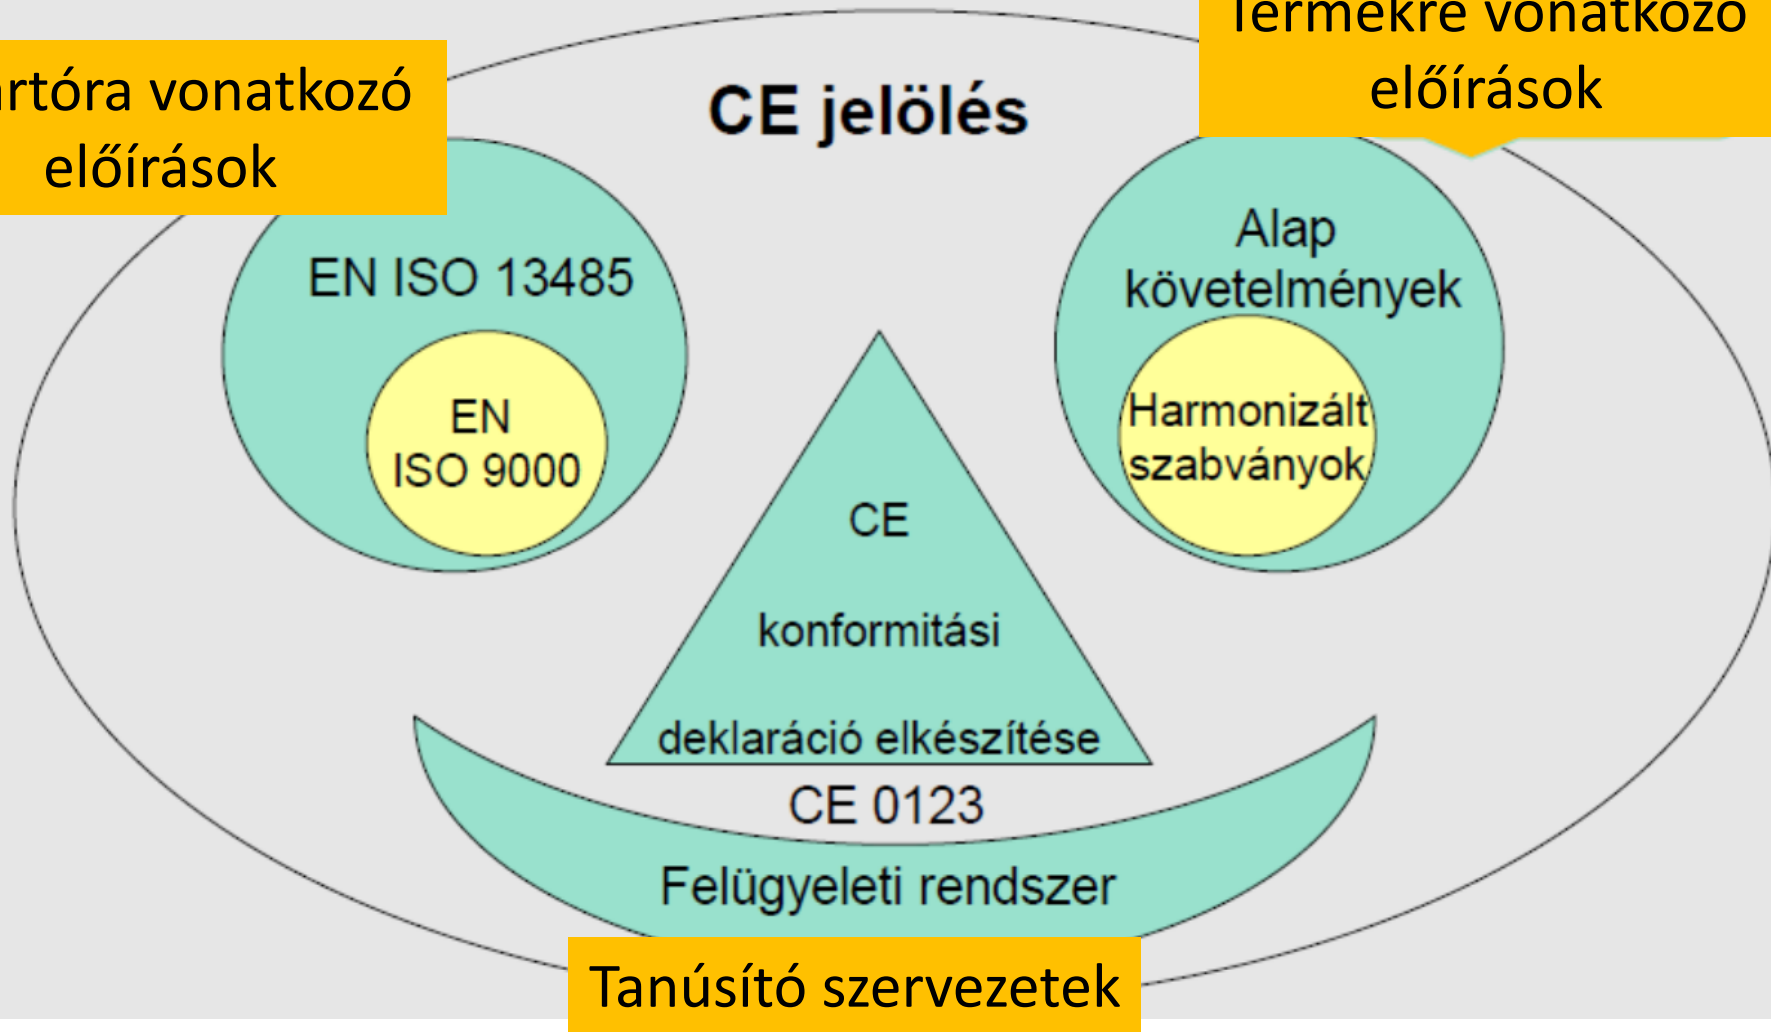 Termékre vonatkozó
előírások
ártóra vonatkozó
előírások
CE jelölés
EN ISO 13485
EN
ISO 9000
Alap
követelmények
Harmonizált
szabványok
CE
konformitási
deklaráció elkészítése
CE 0123
Felügyeleti rendszer
Tanúsító szervezetek